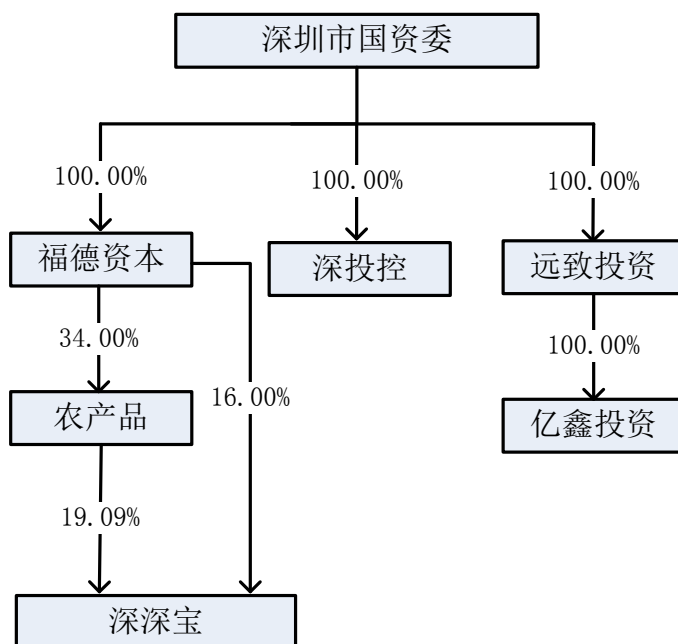 深圳市国资委
100.00%
100.00%
100.00%
福德资本
深投控
远致投资
34.00%
100.00%
16.00%
农产品
亿鑫投资
19.09%
深深宝